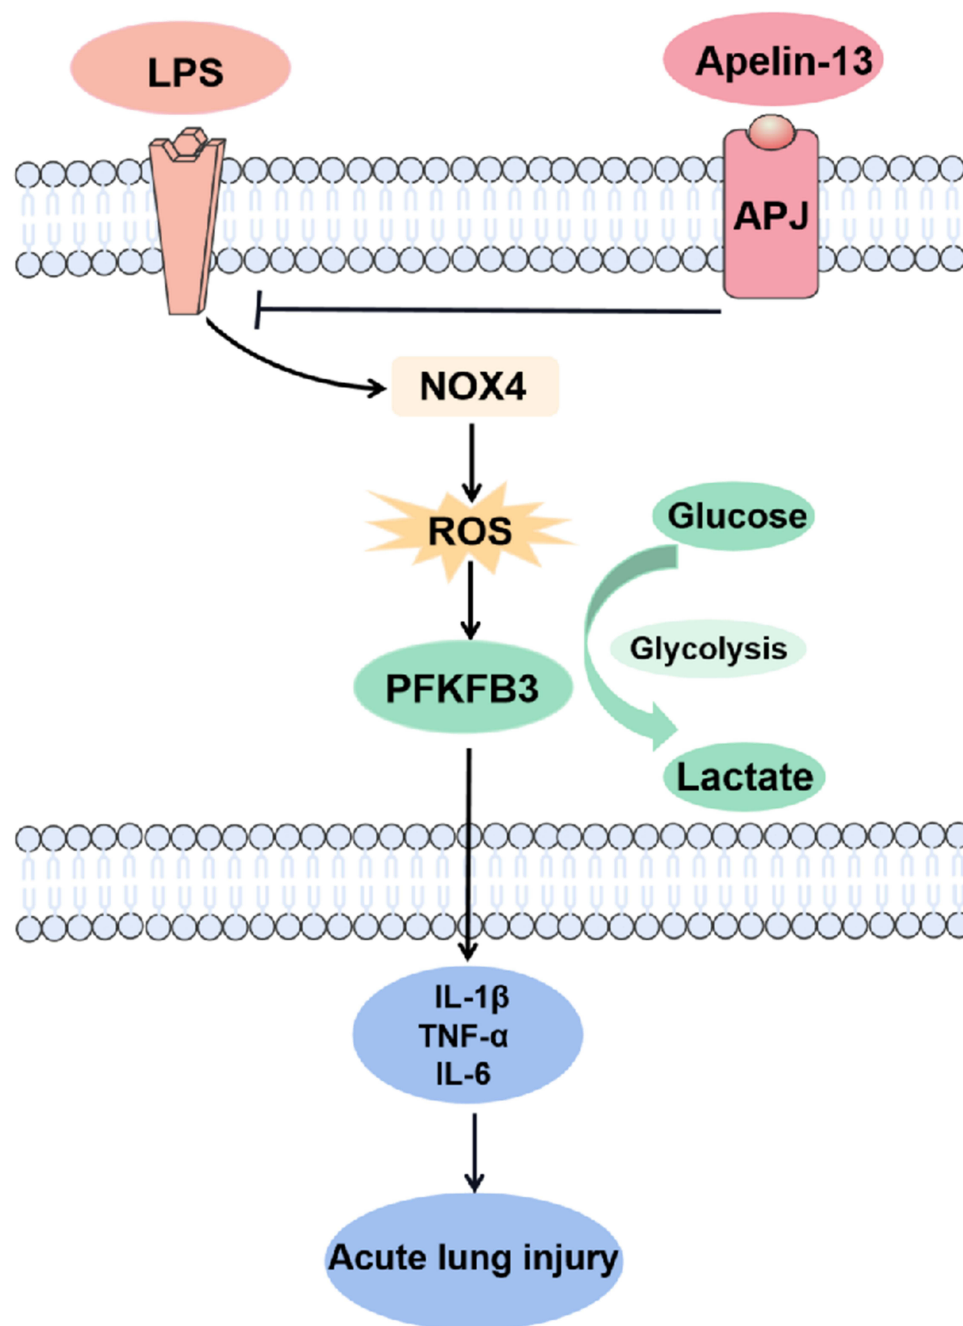 LPS
Apelin-13
APJ
NOX4
ROS
Glucose
Glycolysis
PFKFB3
Lactate
IL-1β
TNF-α
IL-6
Acute lung injury